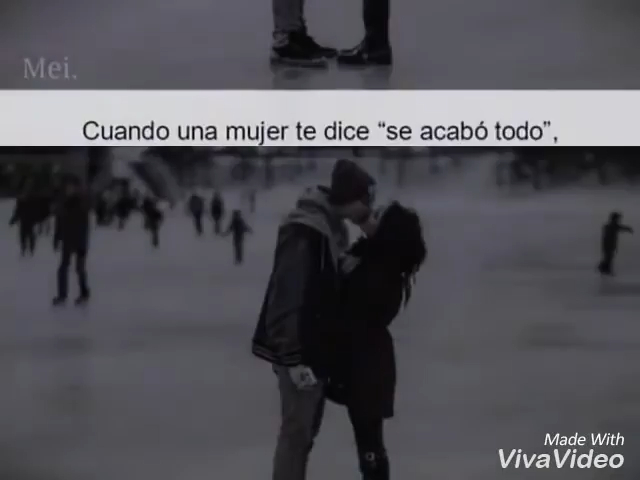 Mei.
Cuando una mujer te dice “se acabó todo”,
Made With
VivaVideo